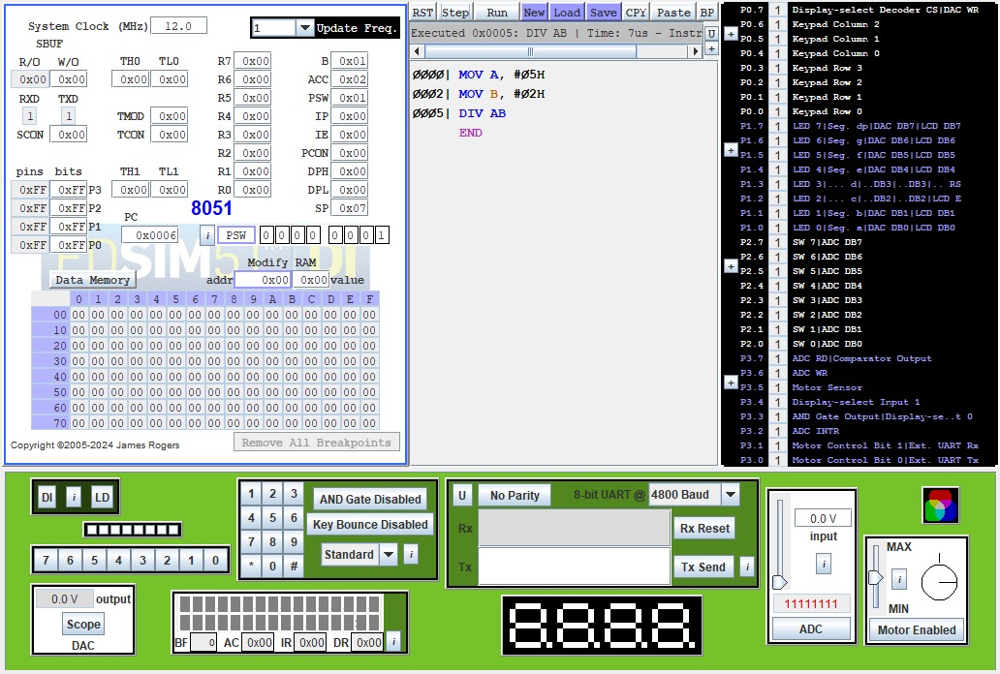 System Clock (MHz) 12.0 1 Update Freq.
SBUF
R/O W/O TH0 TL0 R7 0x00 B 0x01
0x00 0x00 0x00 0x00 R6 0x00 ACC 0x02
RXD TXD R5 0x00 PSW 0x01
1 1 TMOD 0x00 R4 0x00 IP 0x00
SCON 0x00 TCON 0x00 R3 0x00 IE 0x00
R2 0x00 PCON 0x00
pins bits TH1 TL1 R1 0x00 DPH 0x00
0xFF 0xFF P3 0x00 0x00 R0 0x00 DPL 0x00
0xFF 0xFF P2 8051 SP 0x07
0xFF 0xFF P1 PC
0xFF 0xFF P0 0x0006 i PSW 0 0 0 0 0 0 0 1
EDSIM51DI
Modify RAM
Data Memory addr 0x00 0x00 value
0 1 2 3 4 5 6 7 8 9 A B C D E F
00 00 00 00 00 00 00 00 00 00 00 00 00 00 00 00 00
10 00 00 00 00 00 00 00 00 00 00 00 00 00 00 00 00
20 00 00 00 00 00 00 00 00 00 00 00 00 00 00 00 00
30 00 00 00 00 00 00 00 00 00 00 00 00 00 00 00 00
40 00 00 00 00 00 00 00 00 00 00 00 00 00 00 00 00
50 00 00 00 00 00 00 00 00 00 00 00 00 00 00 00 00
60 00 00 00 00 00 00 00 00 00 00 00 00 00 00 00 00
70 00 00 00 00 00 00 00 00 00 00 00 00 00 00 00 00
Copyright ©2005-2024 James Rogers Remove All Breakpoints
RST Step Run New Load Save CPY Paste BP
Executed 0x0005: DIV AB | Time: 7us - Instr U
+
0000| MOV A, #05H
0002| MOV B, #02H
0005| DIV AB
END
P0.7 1 Display-select Decoder CS|DAC WR
P0.6 1 Keypad Column 2
+
P0.5 1 Keypad Column 1
P0.4 1 Keypad Column 0
P0.3 1 Keypad Row 3
P0.2 1 Keypad Row 2
P0.1 1 Keypad Row 1
P0.0 1 Keypad Row 0
P1.7 1 LED 7|Seg. dp|DAC DB7|LCD DB7
P1.6 1 LED 6|Seg. g|DAC DB6|LCD DB6
+
P1.5 1 LED 5|Seg. f|DAC DB5|LCD DB5
P1.4 1 LED 4|Seg. e|DAC DB4|LCD DB4
P1.3 1 LED 3|... d|..DB3|..DB3|.. RS
P1.2 1 LED 2|... c|..DB2|..DB2|LCD E
P1.1 1 LED 1|Seg. b|DAC DB1|LCD DB1
P1.0 1 LED 0|Seg. a|DAC DB0|LCD DB0
P2.7 1 SW 7|ADC DB7
P2.6 1 SW 6|ADC DB6
+
P2.5 1 SW 5|ADC DB5
P2.4 1 SW 4|ADC DB4
P2.3 1 SW 3|ADC DB3
P2.2 1 SW 2|ADC DB2
P2.1 1 SW 1|ADC DB1
P2.0 1 SW 0|ADC DB0
P3.7 1 ADC RD|Comparator Output
P3.6 1 ADC WR
+
P3.5 1 Motor Sensor
P3.4 1 Display-select Input 1
P3.3 1 AND Gate Output|Display-se..t 0
P3.2 1 ADC INTR
P3.1 1 Motor Control Bit 1|Ext. UART Rx
P3.0 1 Motor Control Bit 0|Ext. UART Tx
DI i LD
7 6 5 4 3 2 1 0
0.0 V output
Scope
DAC
1 2 3 AND Gate Disabled
4 5 6 Key Bounce Disabled
7 8 9 Standard i
* 0 #
BF 0 AC 0x00 IR 0x00 DR 0x00 i
U No Parity 8-bit UART @ 4800 Baud
Rx Rx Reset
Tx Tx Send i
8.8.8.8.
0.0 V
input
i
11111111
ADC
MAX
i
MIN
Motor Enabled